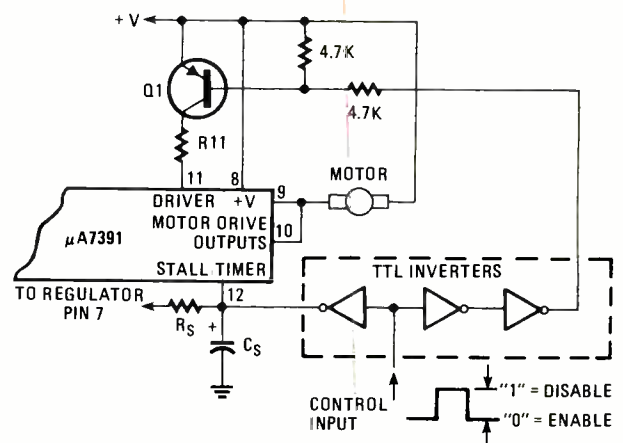 + V
4.7K
Q1
4.7K
R11
MOTOR
11
8
9
DRIVER
+V
MOTOR DRIVE
10
OUTPUTS
µA7391
STALL TIMER
TTL INVERTERS
12
TO REGULATOR
PIN 7
RS
+
CS
CONTROL
INPUT
"1" = DISABLE
"0" = ENABLE